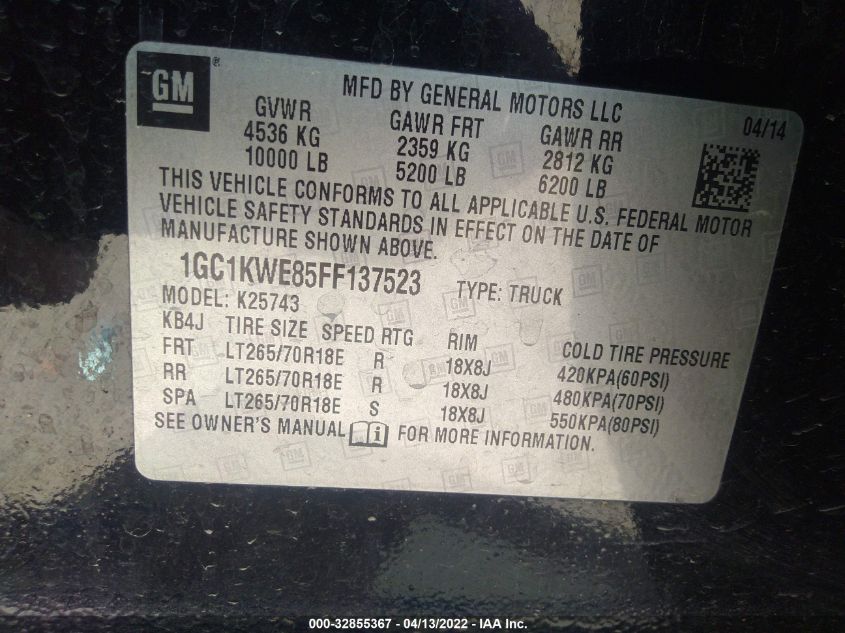 GM ®
MFD BY GENERAL MOTORS LLC
04/14
GVWR GAWR FRT GAWR RR
4536 KG 2359 KG 2812 KG
10000 LB 5200 LB 6200 LB
THIS VEHICLE CONFORMS TO ALL APPLICABLE U.S. FEDERAL MOTOR
VEHICLE SAFETY STANDARDS IN EFFECT ON THE DATE OF
MANUFACTURE SHOWN ABOVE.
1GC1KWE85FF137523 TYPE: TRUCK
MODEL: K25743
KB4J TIRE SIZE SPEED RTG RIM COLD TIRE PRESSURE
FRT LT265/70R18E R 18X8J 420KPA(60PSI)
RR LT265/70R18E R 18X8J 480KPA(70PSI)
SPA LT265/70R18E S 18X8J 550KPA(80PSI)
SEE OWNER'S MANUAL i FOR MORE INFORMATION.
000-32855367 - 04/13/2022 - IAA Inc.